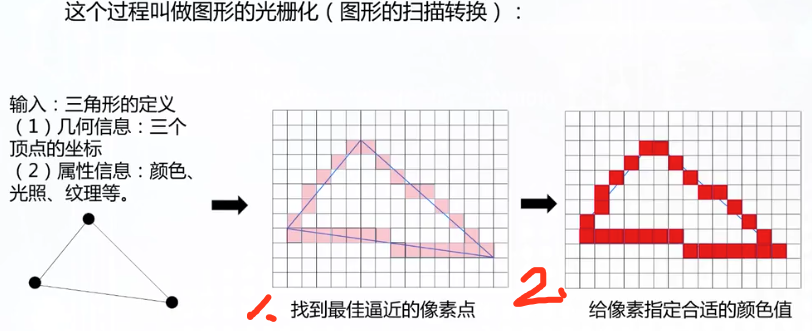 这个过程叫做图形的光栅化（图形的扫描转换）：
输入：三角形的定义
（1）几何信息：三个
顶点的坐标
（2）属性信息：颜色、
光照、纹理等。
1. 找到最佳逼近的像素点
2. 给像素指定合适的颜色值